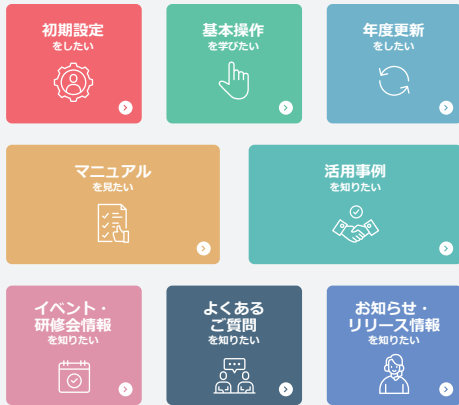 初期設定
をしたい
基本操作
を学びたい
年度更新
をしたい
マニュアル
を見たい
活用事例
を知りたい
イベント・
研修会情報
を知りたい
よくある
ご質問
を知りたい
お知らせ・
リリース情報
を知りたい